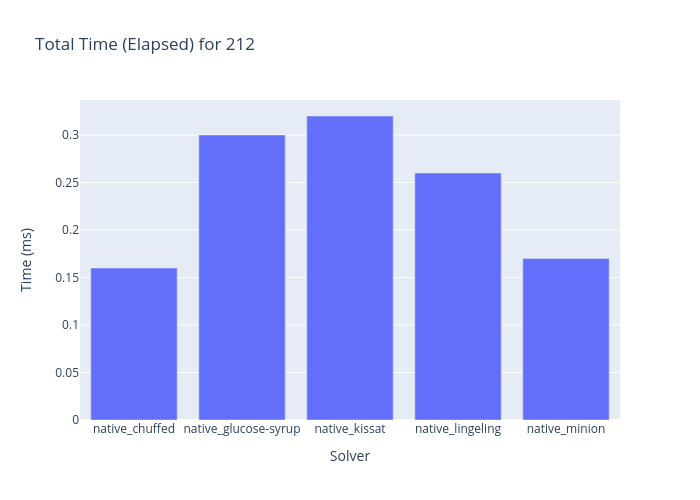 Total Time (Elapsed) for 212
0.3
0.25
0.2
0.15
0.1
0.05
0
Time (ms)
native_chuffed native_glucose-syrup native_kissat native_lingeling native_minion
Solver